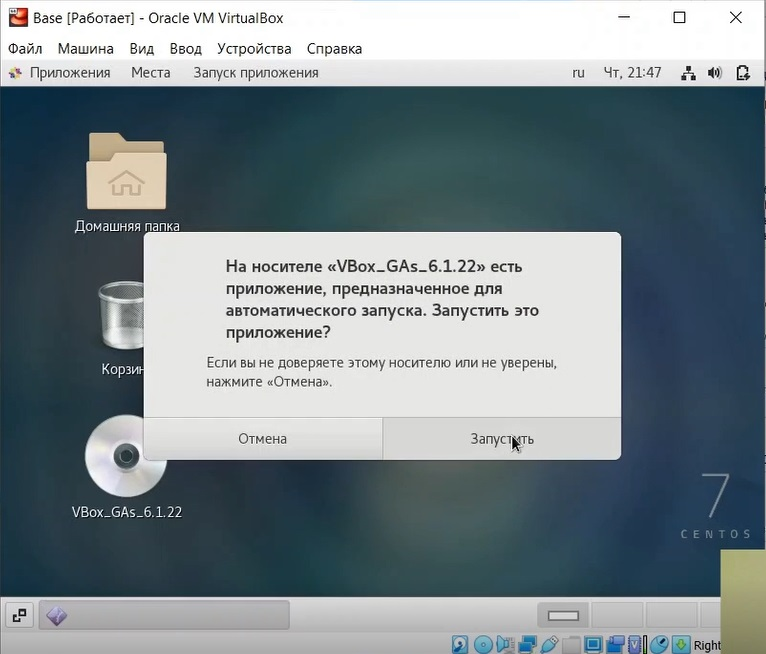 Base [Работает] - Oracle VM VirtualBox
Файл Машина Вид Ввод Устройства Справка
Приложения Места Запуск приложения ru Чт, 21:47
Домашняя папка
На носителе «VBox_GAs_6.1.22» есть
приложение, предназначенное для
автоматического запуска. Запустить это
приложение?
Если вы не доверяете этому носителю или не уверены,
нажмите «Отмена».
Отмена Запустить
VBox_GAs_6.1.22
7
CENTOS
Right